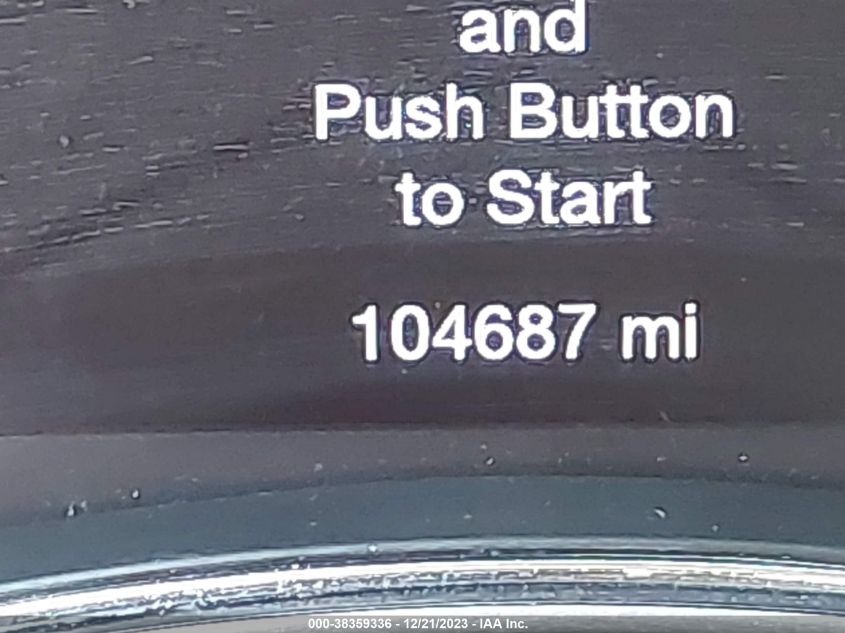 and
Push Button
to Start
104687 mi
000-38359336 - 12/21/2023 - IAA Inc.